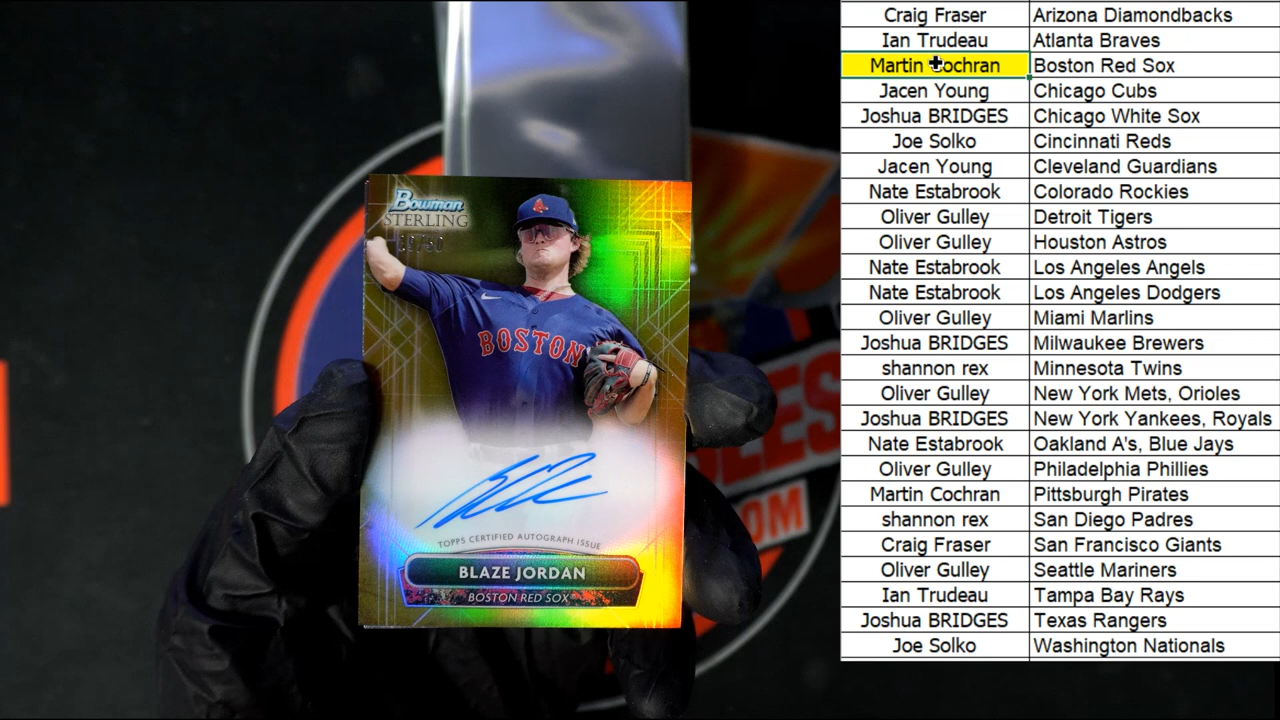 Bowman
STERLING
BOSTON
TOPPS CERTIFIED AUTOGRAPH ISSUE
BLAZE JORDAN
BOSTON RED SOX
OM
Craig Fraser Arizona Diamondbacks
Ian Trudeau Atlanta Braves
Martin Cochran Boston Red Sox
Jacen Young Chicago Cubs
Joshua BRIDGES Chicago White Sox
Joe Solko Cincinnati Reds
Jacen Young Cleveland Guardians
Nate Estabrook Colorado Rockies
Oliver Gulley Detroit Tigers
Oliver Gulley Houston Astros
Nate Estabrook Los Angeles Angels
Nate Estabrook Los Angeles Dodgers
Oliver Gulley Miami Marlins
Joshua BRIDGES Milwaukee Brewers
shannon rex Minnesota Twins
Oliver Gulley New York Mets, Orioles
Joshua BRIDGES New York Yankees, Royals
Nate Estabrook Oakland A's, Blue Jays
Oliver Gulley Philadelphia Phillies
Martin Cochran Pittsburgh Pirates
shannon rex San Diego Padres
Craig Fraser San Francisco Giants
Oliver Gulley Seattle Mariners
Ian Trudeau Tampa Bay Rays
Joshua BRIDGES Texas Rangers
Joe Solko Washington Nationals